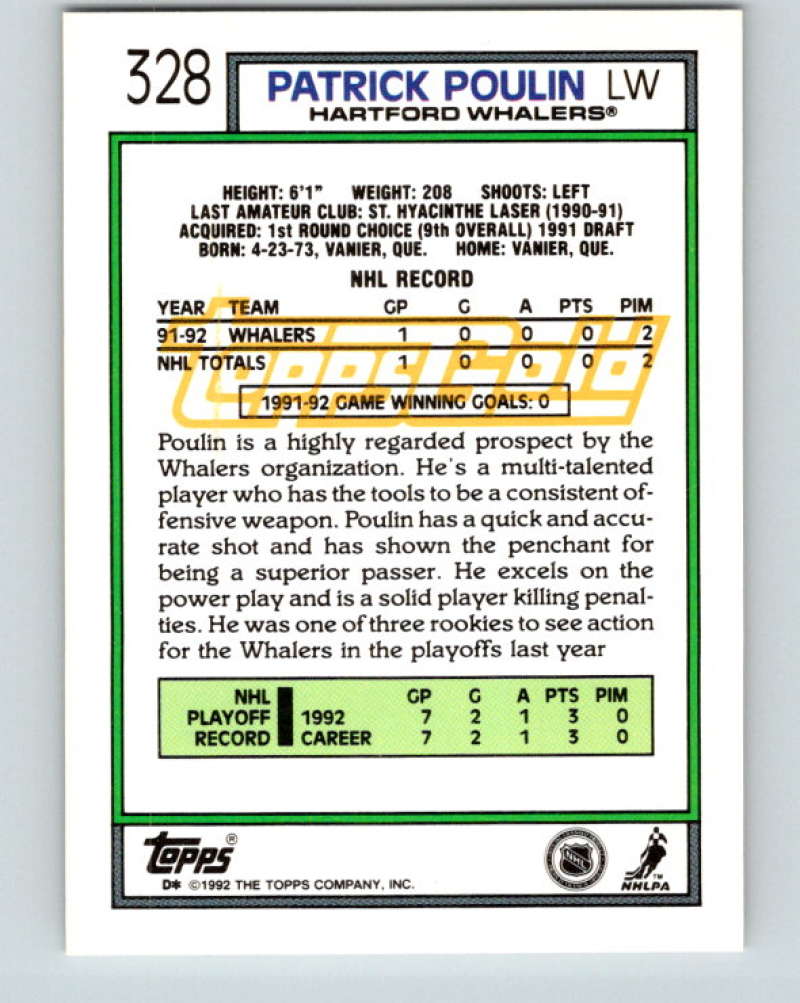 328 PATRICK POULIN LW
HARTFORD WHALERS®
HEIGHT: 6'1" WEIGHT: 208 SHOOTS: LEFT
LAST AMATEUR CLUB: ST. HYACINTHE LASER (1990-91)
ACQUIRED: 1st ROUND CHOICE (9th OVERALL) 1991 DRAFT
BORN: 4-23-73, VANIER, QUE. HOME: VANIER, QUE.
NHL RECORD
YEAR TEAM GP G A PTS PIM
91-92 WHALERS 1 0 0 0 2
NHL TOTALS 1 0 0 0 2
ToppsGold
1991-92 GAME WINNING GOALS: 0
Poulin is a highly regarded prospect by the
Whalers organization. He's a multi-talented
player who has the tools to be a consistent of-
fensive weapon. Poulin has a quick and accu-
rate shot and has shown the penchant for
being a superior passer. He excels on the
power play and is a solid player killing penal-
ties. He was one of three rookies to see action
for the Whalers in the playoffs last year
NHL GP G A PTS PIM
PLAYOFF 1992 7 2 1 3 0
RECORD CAREER 7 2 1 3 0
Topps®
D* ©1992 THE TOPPS COMPANY, INC.
NHL
TM
NHLPA